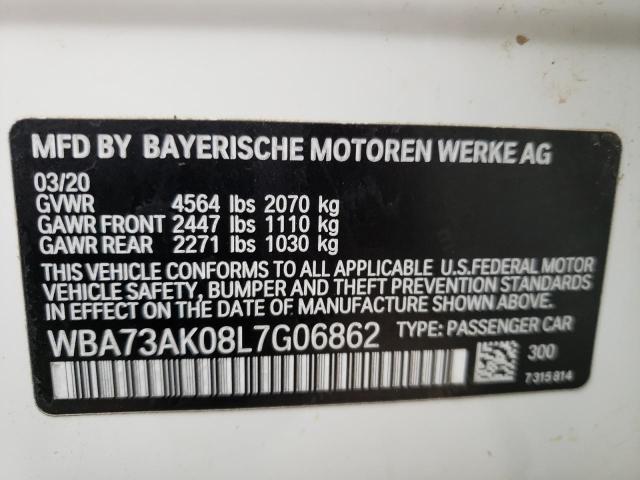 MFD BY BAYERISCHE MOTOREN WERKE AG
03/20
GVWR 4564 lbs 2070 kg
GAWR FRONT 2447 lbs 1110 kg
GAWR REAR 2271 lbs 1030 kg
THIS VEHICLE CONFORMS TO ALL APPLICABLE U.S.FEDERAL MOTOR
VEHICLE SAFETY, BUMPER AND THEFT PREVENTION STANDARDS
IN EFFECT ON THE DATE OF MANUFACTURE SHOWN ABOVE.
WBA73AK08L7G06862 TYPE: PASSENGER CAR
300
7315814